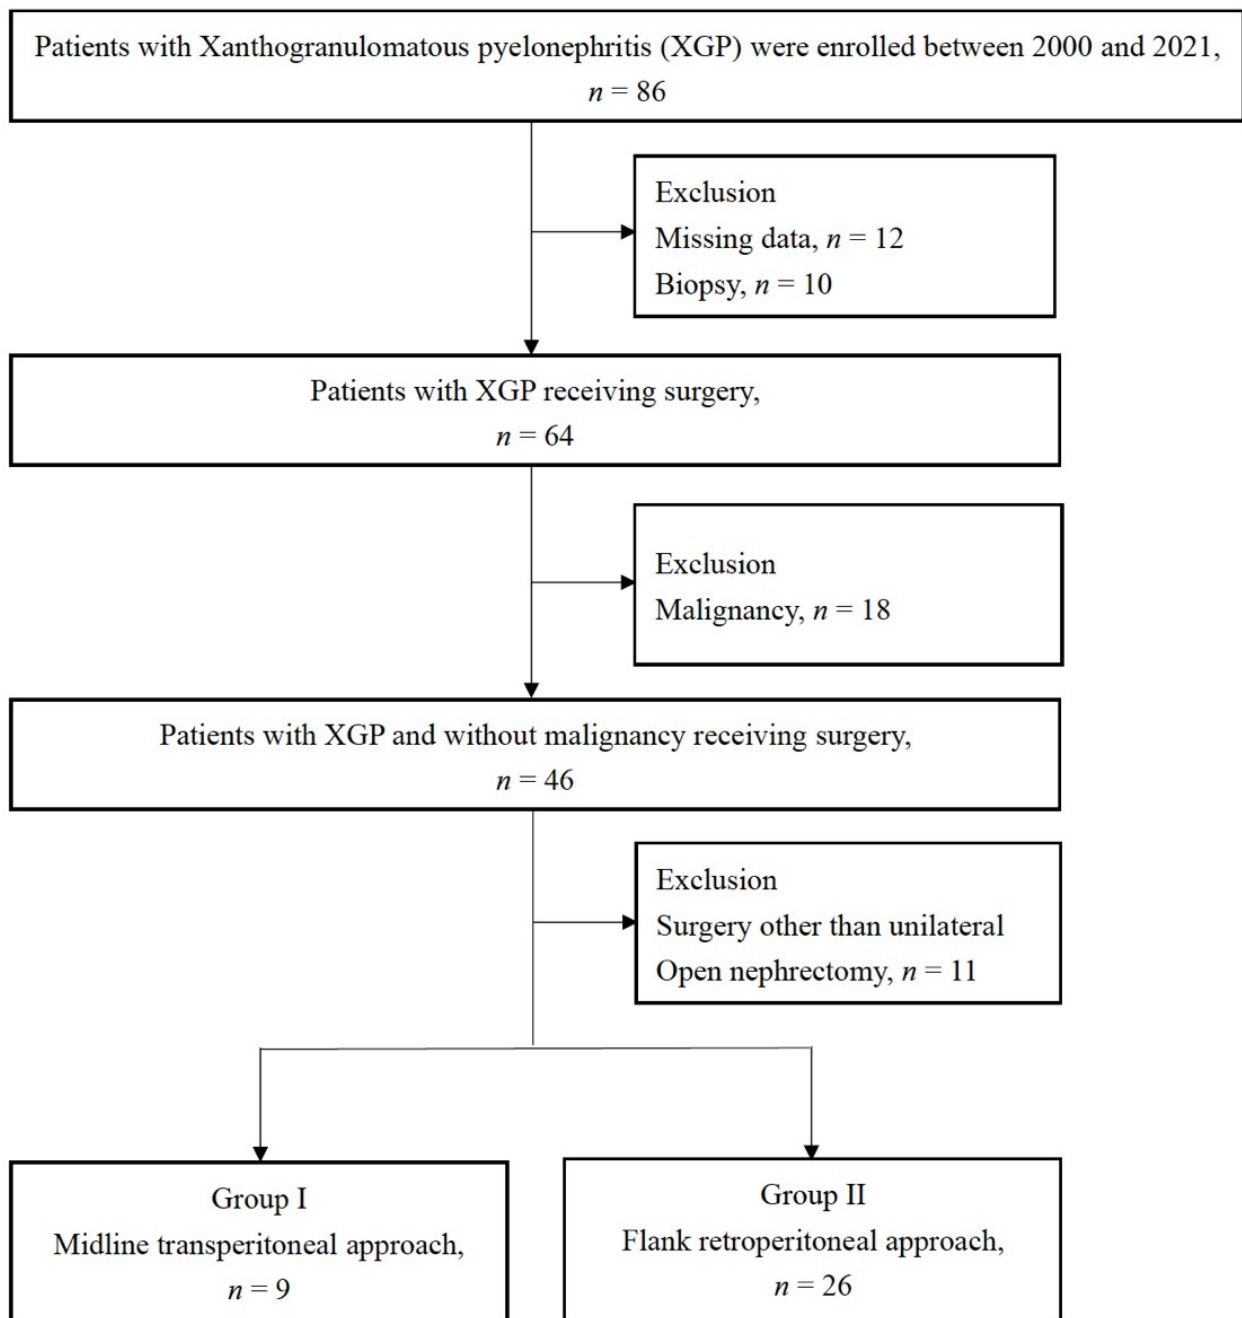 Patients with Xanthogranulomatous pyelonephritis (XGP) were enrolled between 2000 and 2021,
n = 86
Exclusion
Missing data, n = 12
Biopsy, n = 10
Patients with XGP receiving surgery,
n = 64
Exclusion
Malignancy, n = 18
Patients with XGP and without malignancy receiving surgery,
n = 46
Exclusion
Surgery other than unilateral
Open nephrectomy, n = 11
Group I
Midline transperitoneal approach,
n = 9
Group II
Flank retroperitoneal approach,
n = 26